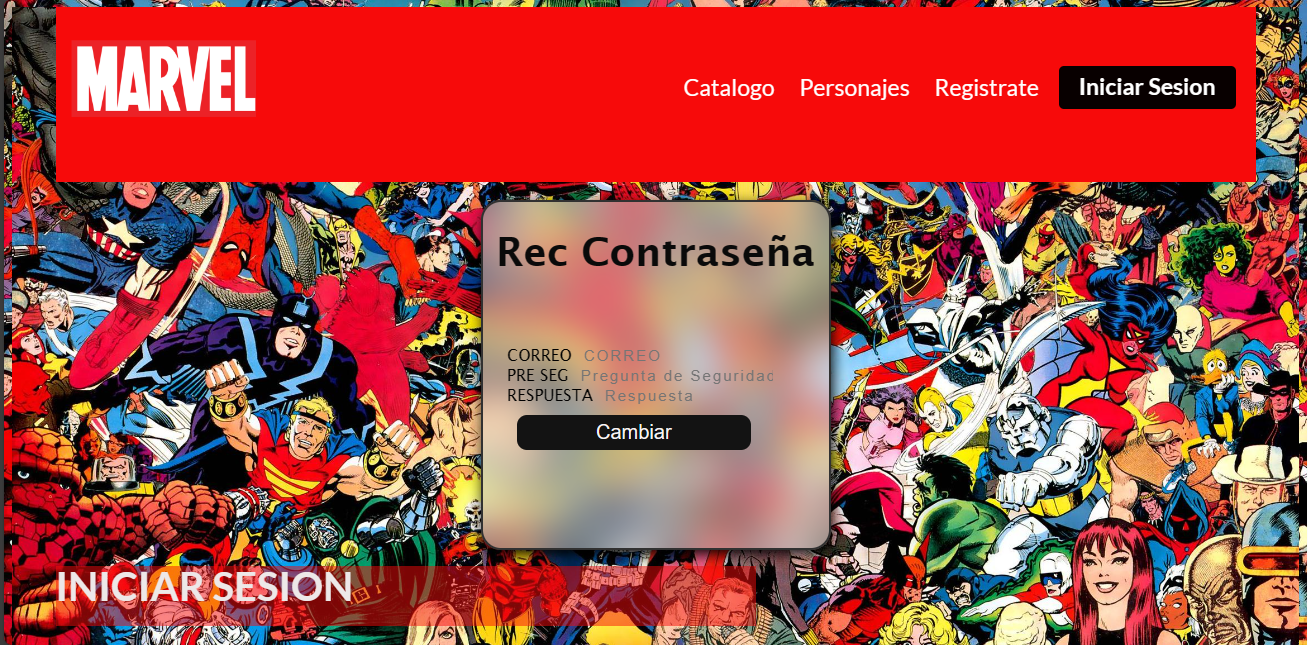 MARVEL
Catalogo Personajes Registrate Iniciar Sesion
Rec Contraseña
CORREO CORREO
PRE SEG Pregunta de Seguridad
RESPUESTA Respuesta
Cambiar
INICIAR SESION